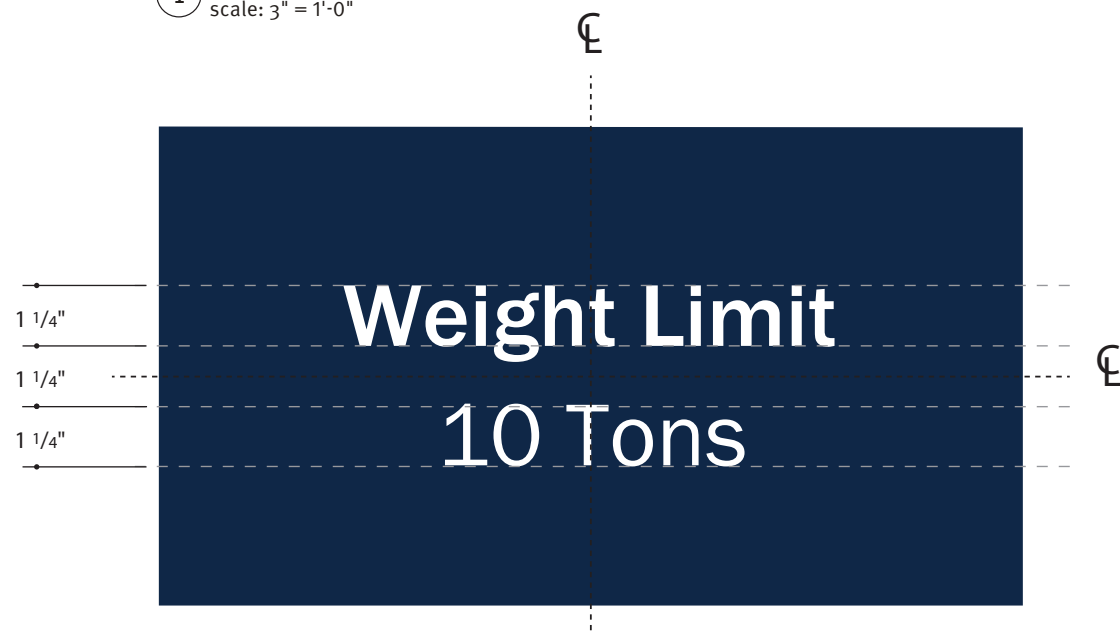 scale: 3" = 1'-0"
℄
Weight Limit
1 1/4"
1 1/4"
℄
10 Tons
1 1/4"